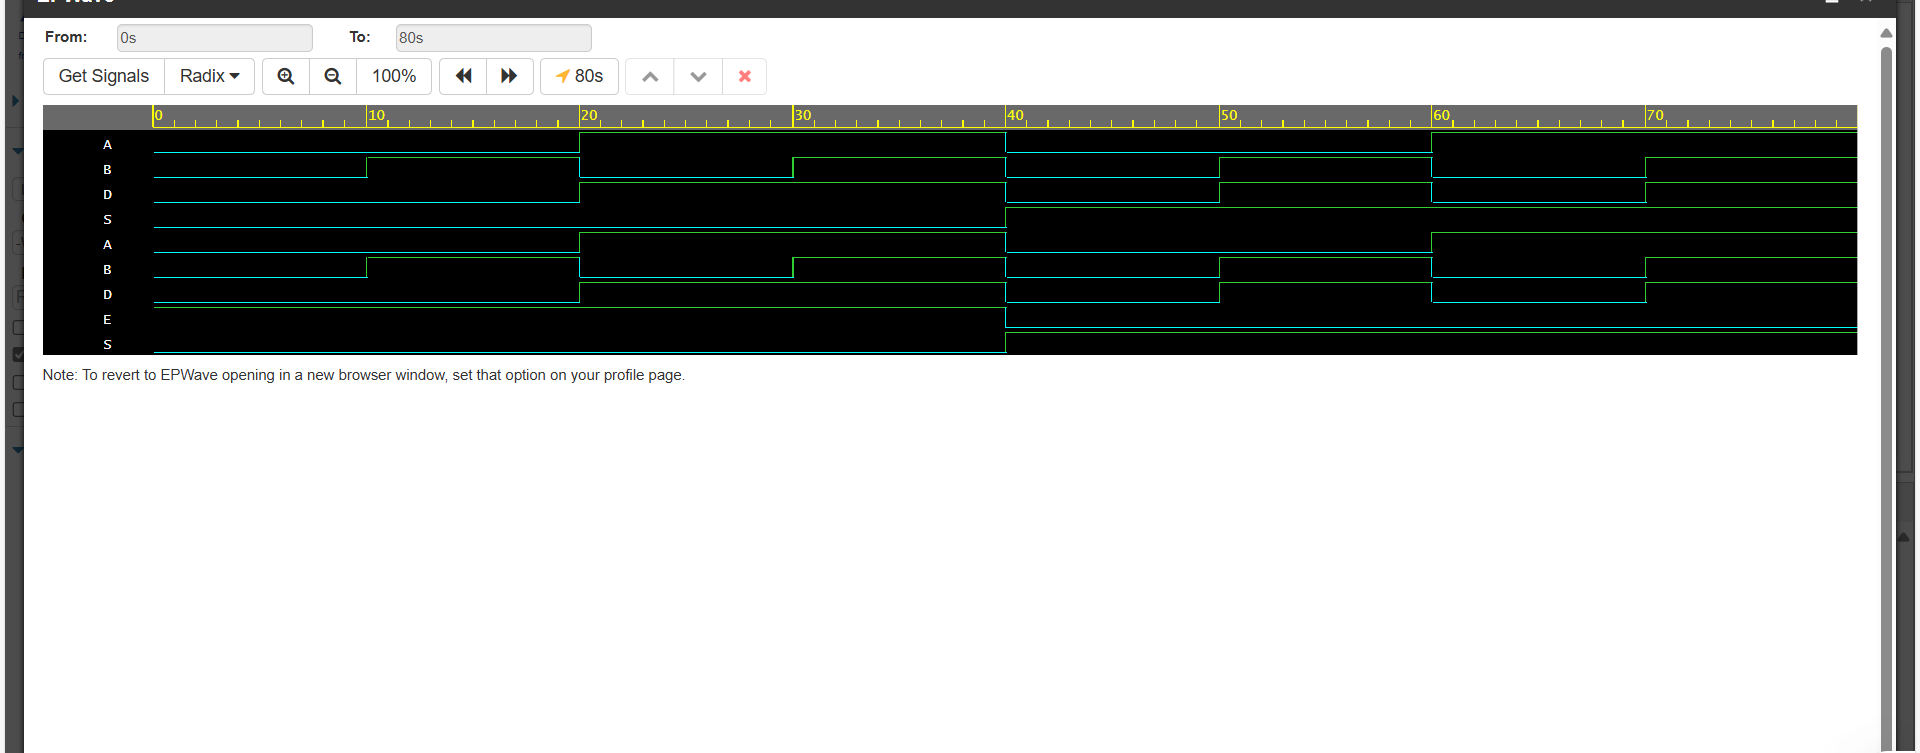 EPWave
From: 0s To: 80s
Get Signals Radix 100% 80s
0 10 20 30 40 50 60 70
A
B
D
S
A
B
D
E
S
Note: To revert to EPWave opening in a new browser window, set that option on your profile page.